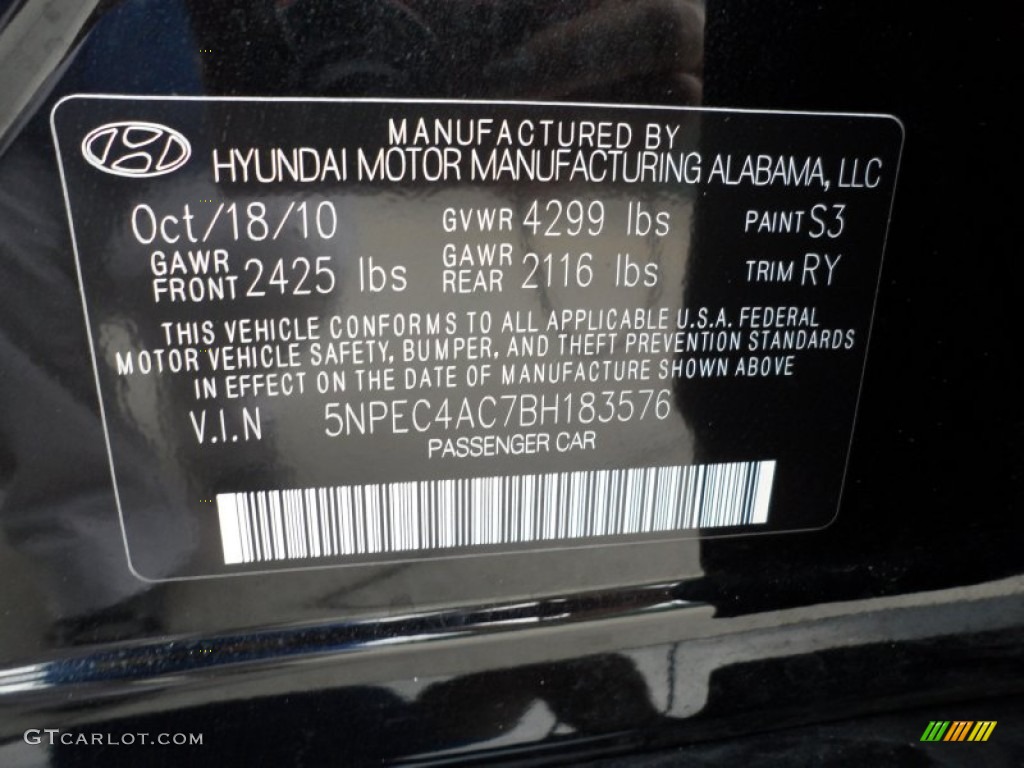 MANUFACTURED BY
HYUNDAI MOTOR MANUFACTURING ALABAMA, LLC
Oct/18/10 GVWR 4299 lbs PAINT S3
GAWR FRONT 2425 lbs GAWR REAR 2116 lbs TRIM RY
THIS VEHICLE CONFORMS TO ALL APPLICABLE U.S.A. FEDERAL
MOTOR VEHICLE SAFETY, BUMPER, AND THEFT PREVENTION STANDARDS
IN EFFECT ON THE DATE OF MANUFACTURE SHOWN ABOVE
V.I.N 5NPEC4AC7BH183576
PASSENGER CAR
GTCARLOT.COM